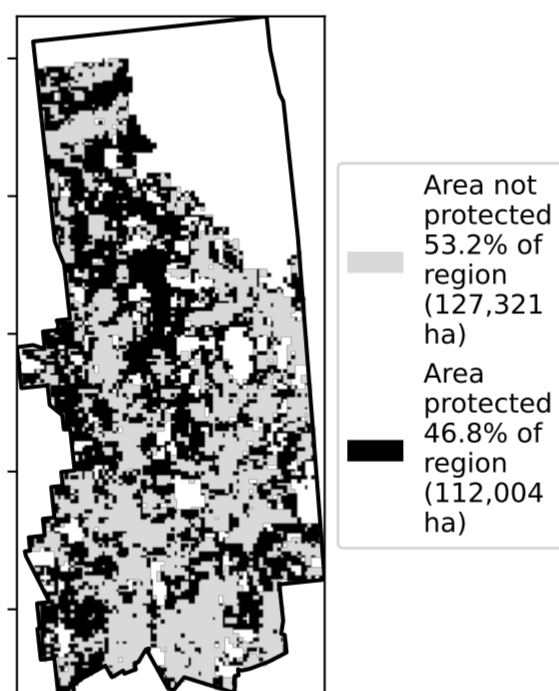 Area not
protected
53.2% of
region
(127,321
ha)
Area
protected
46.8% of
region
(112,004
ha)